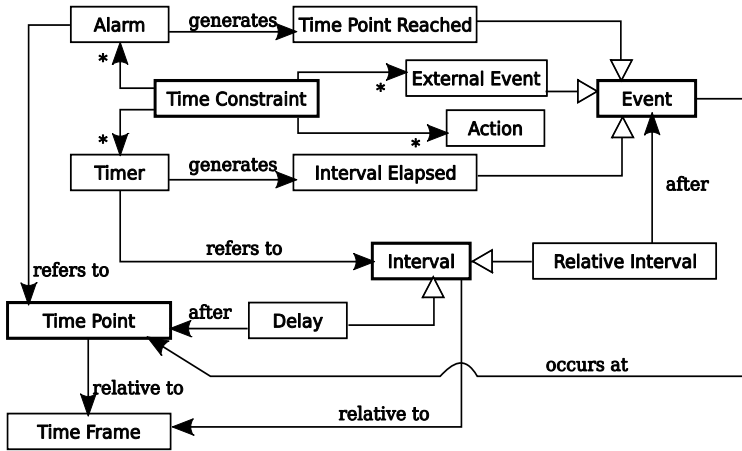 Alarm
generates
Time Point Reached
*
Time Constraint
External Event
*
Event
*
Action
*
Timer
generates
Interval Elapsed
after
refers to
Interval
Relative Interval
refers to
Time Point
after
Delay
occurs at
relative to
relative to
Time Frame